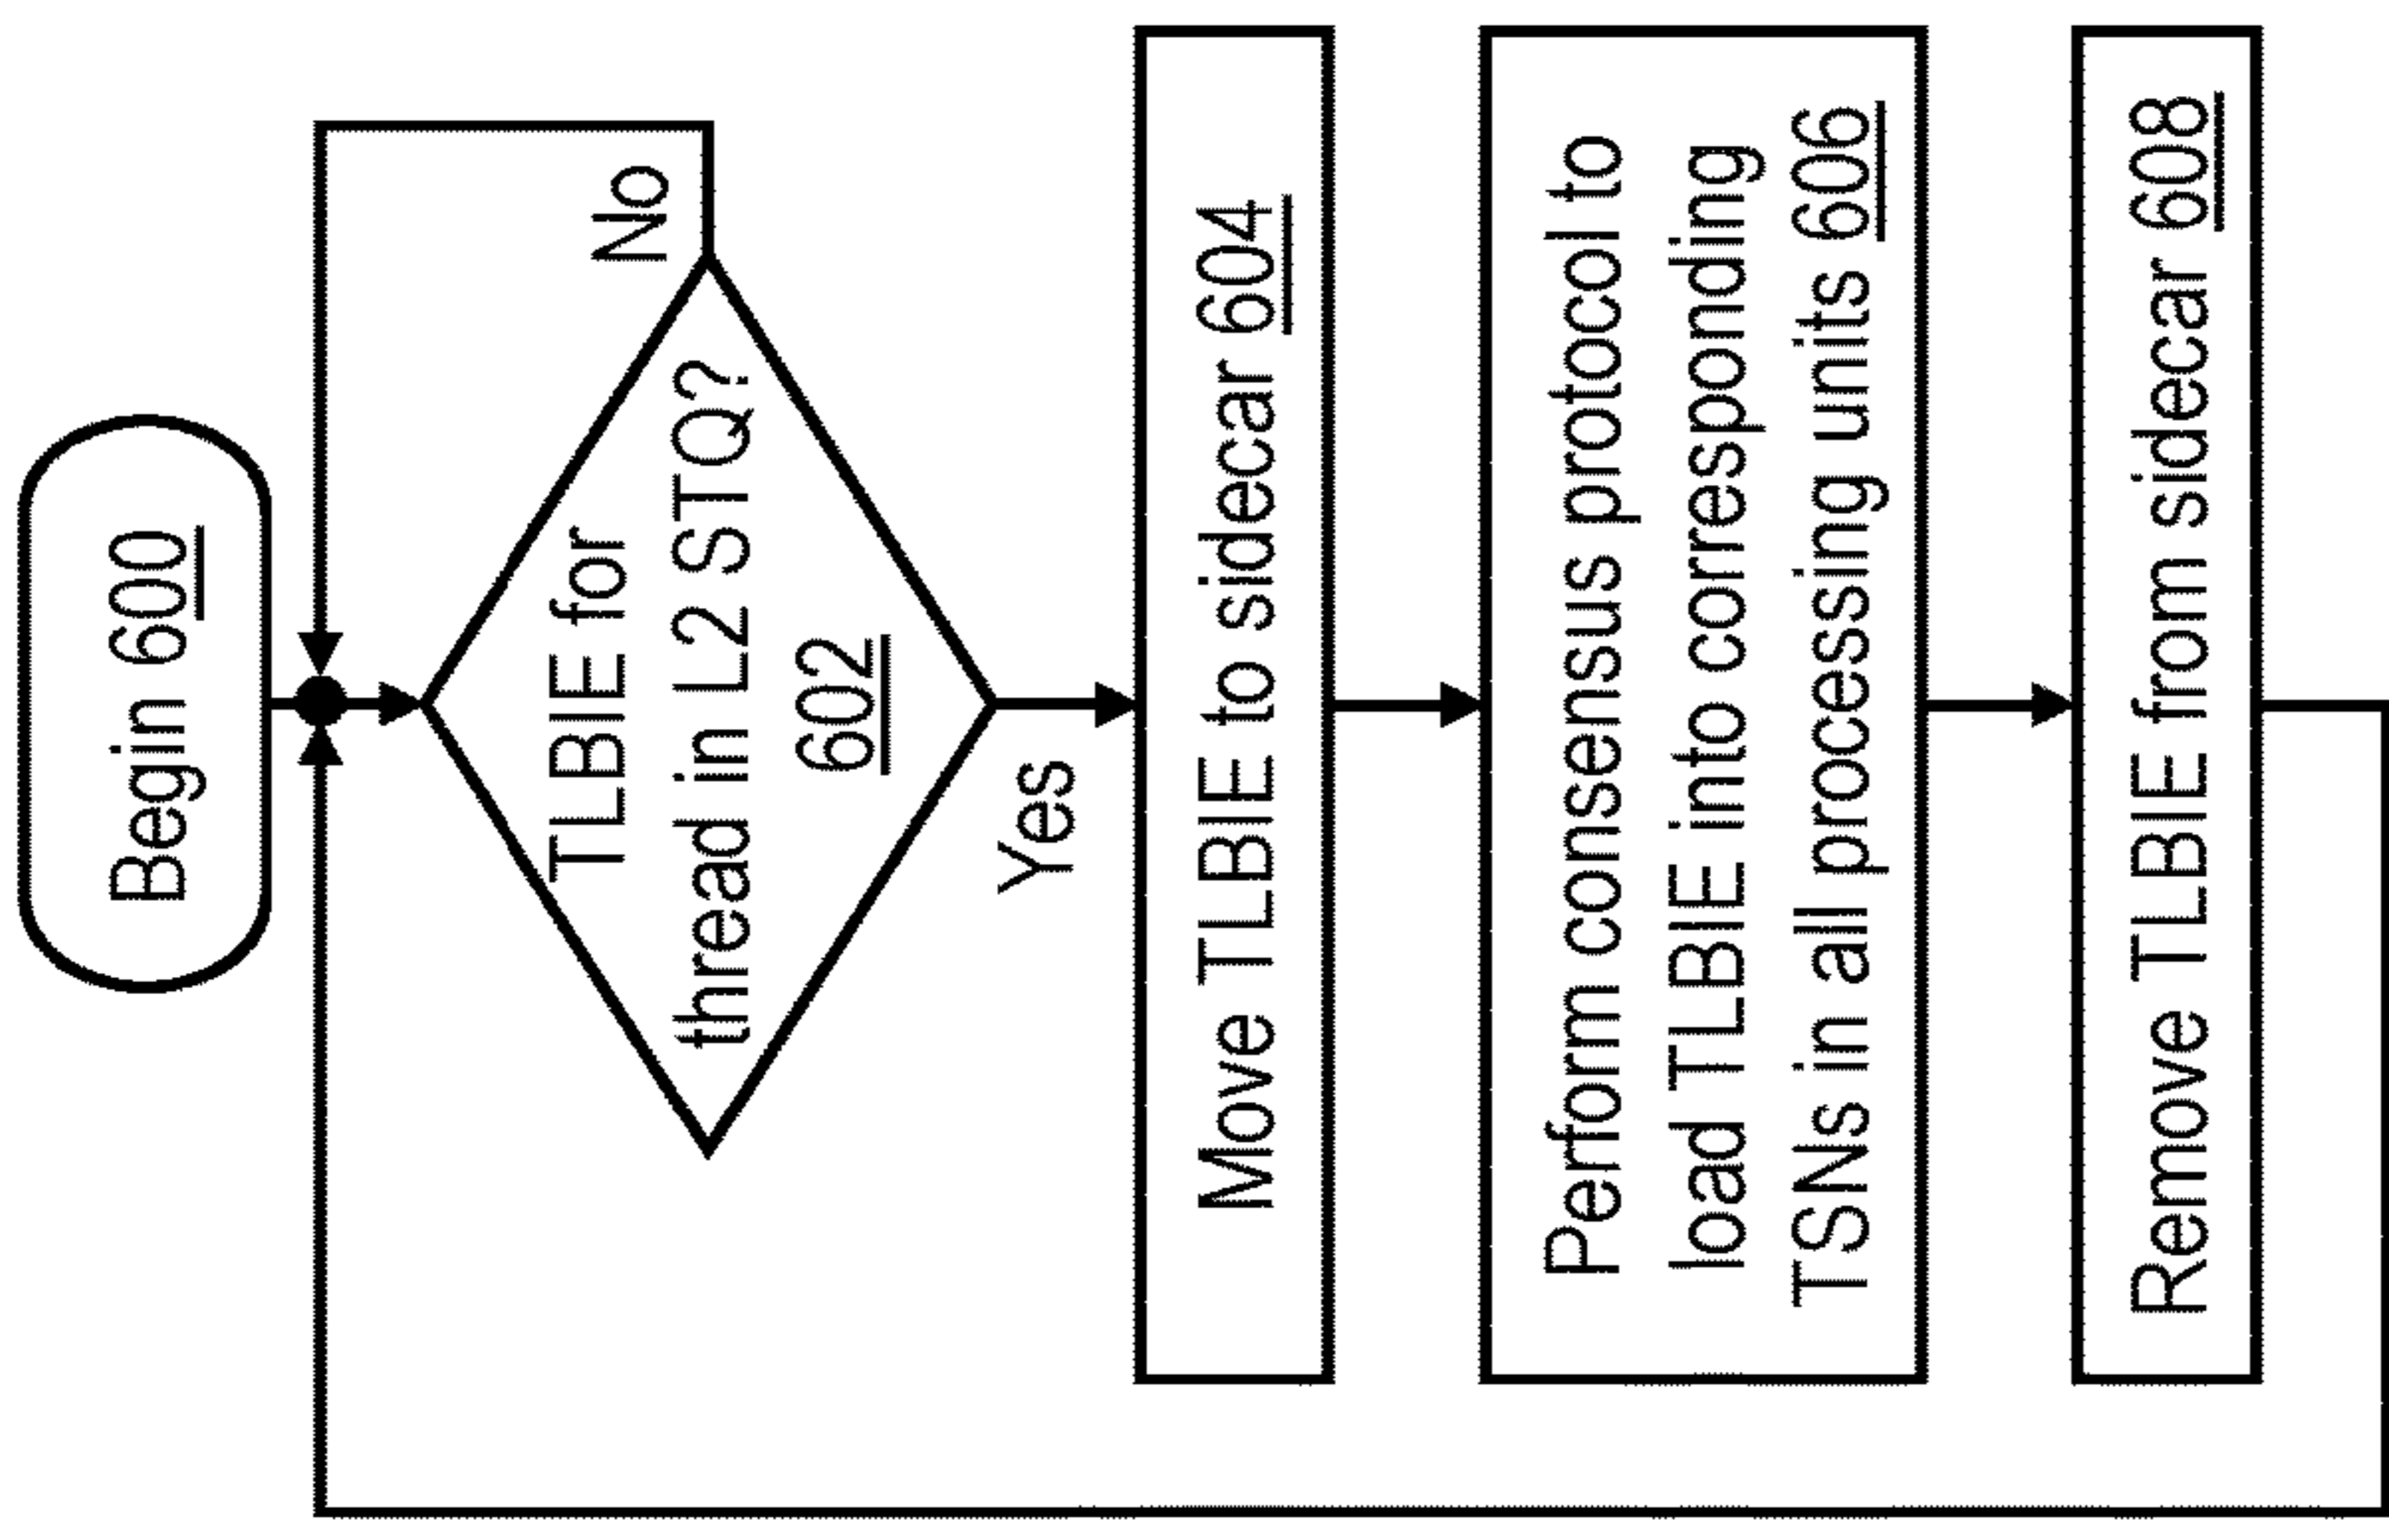 Begin 600
TLBIE for
thread in L2 STQ?
602
No
Yes
Move TLBIE to sidecar 604
Perform consensus protocol to
load TLBIE into corresponding
TSNs in all processing units 606
Remove TLBIE from sidecar 608